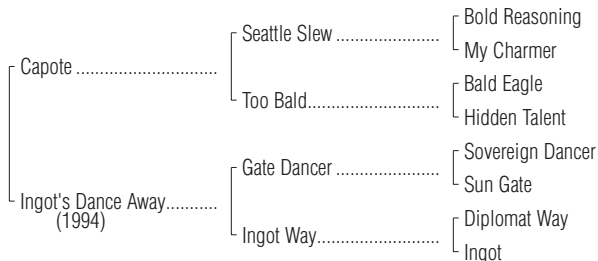 Bold Reasoning
Seattle Slew ....................
My Charmer
Capote ............................
Bald Eagle
Too Bald..........................
Hidden Talent
Sovereign Dancer
Gate Dancer ....................
Sun Gate
Ingot's Dance Away..........
(1994)
Diplomat Way
Ingot Way........................
Ingot